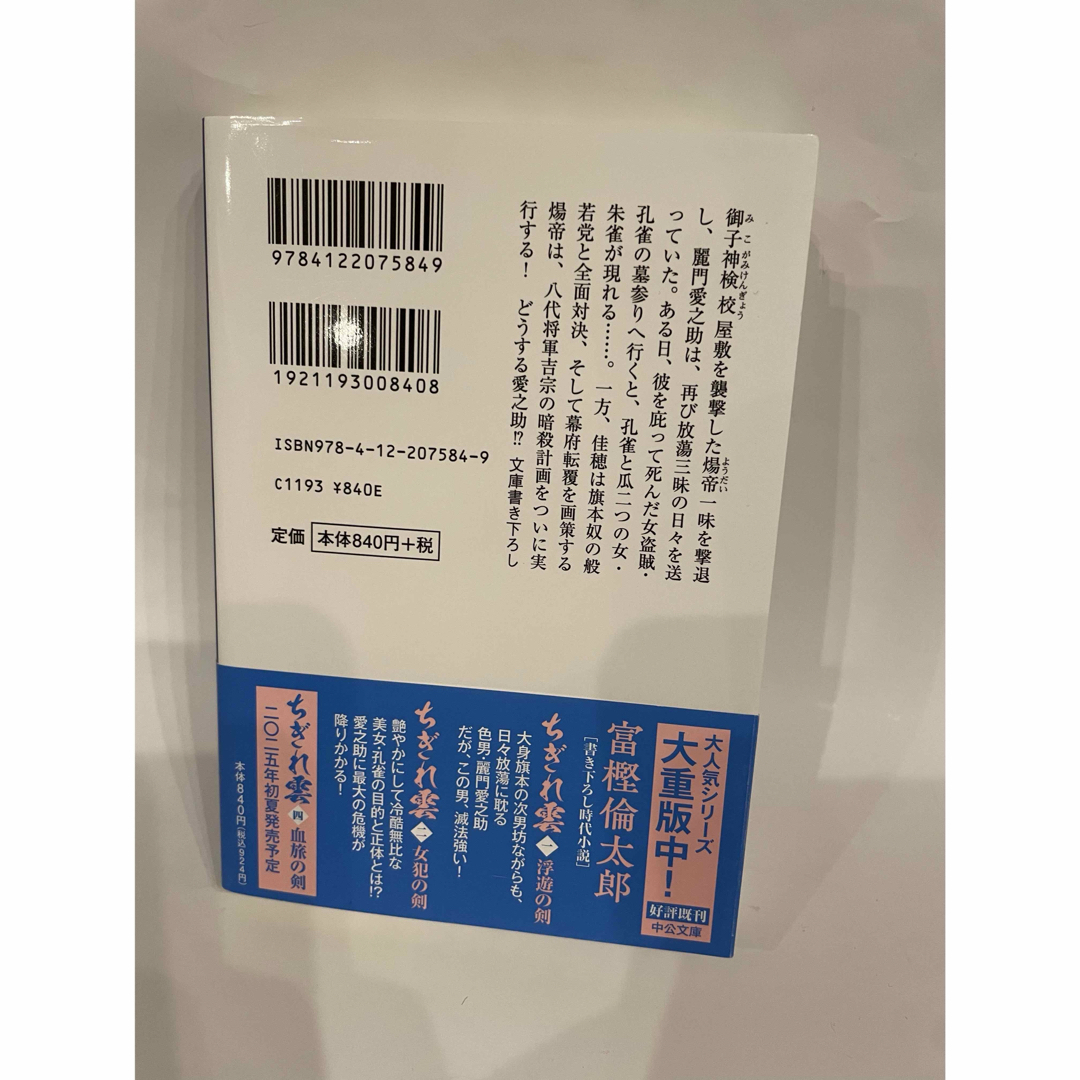 9784122075849
1921193008408
ISBN978-4-12-207584-9
C1193 ¥840E
定価 本体840円+税
みこがみけんぎょう
御子神検校屋敷を襲撃した煬帝一味を撃退
ようだい
し、麗門愛之助は、再び放蕩三昧の日々を送
っていた。ある日、彼を庇って死んだ女盗賊・
孔雀の墓参りへ行くと、孔雀と瓜二つの女・
朱雀が現れる……。一方、佳穂は旗本奴の般
若党と全面対決、そして幕府転覆を画策する
煬帝は、八代将軍吉宗の暗殺計画をついに実
行する! どうする愛之助⁉ 文庫書き下ろし
大人気シリーズ
大重版中!
好評既刊
中公文庫
富樫倫太郎
[書き下ろし時代小説]
ちぎれ雲 一 浮遊の剣
大身旗本の次男坊ながらも、
日々放蕩に耽る
色男・麗門愛之助
だが、この男、滅法強い!
ちぎれ雲 二 女犯の剣
艶やかにして冷酷無比な
美女・孔雀の目的と正体とは⁉
愛之助に最大の危機が
降りかかる!
ちぎれ雲 四 血旅の剣
二〇二五年初夏発売予定
本体840円(税込924円)